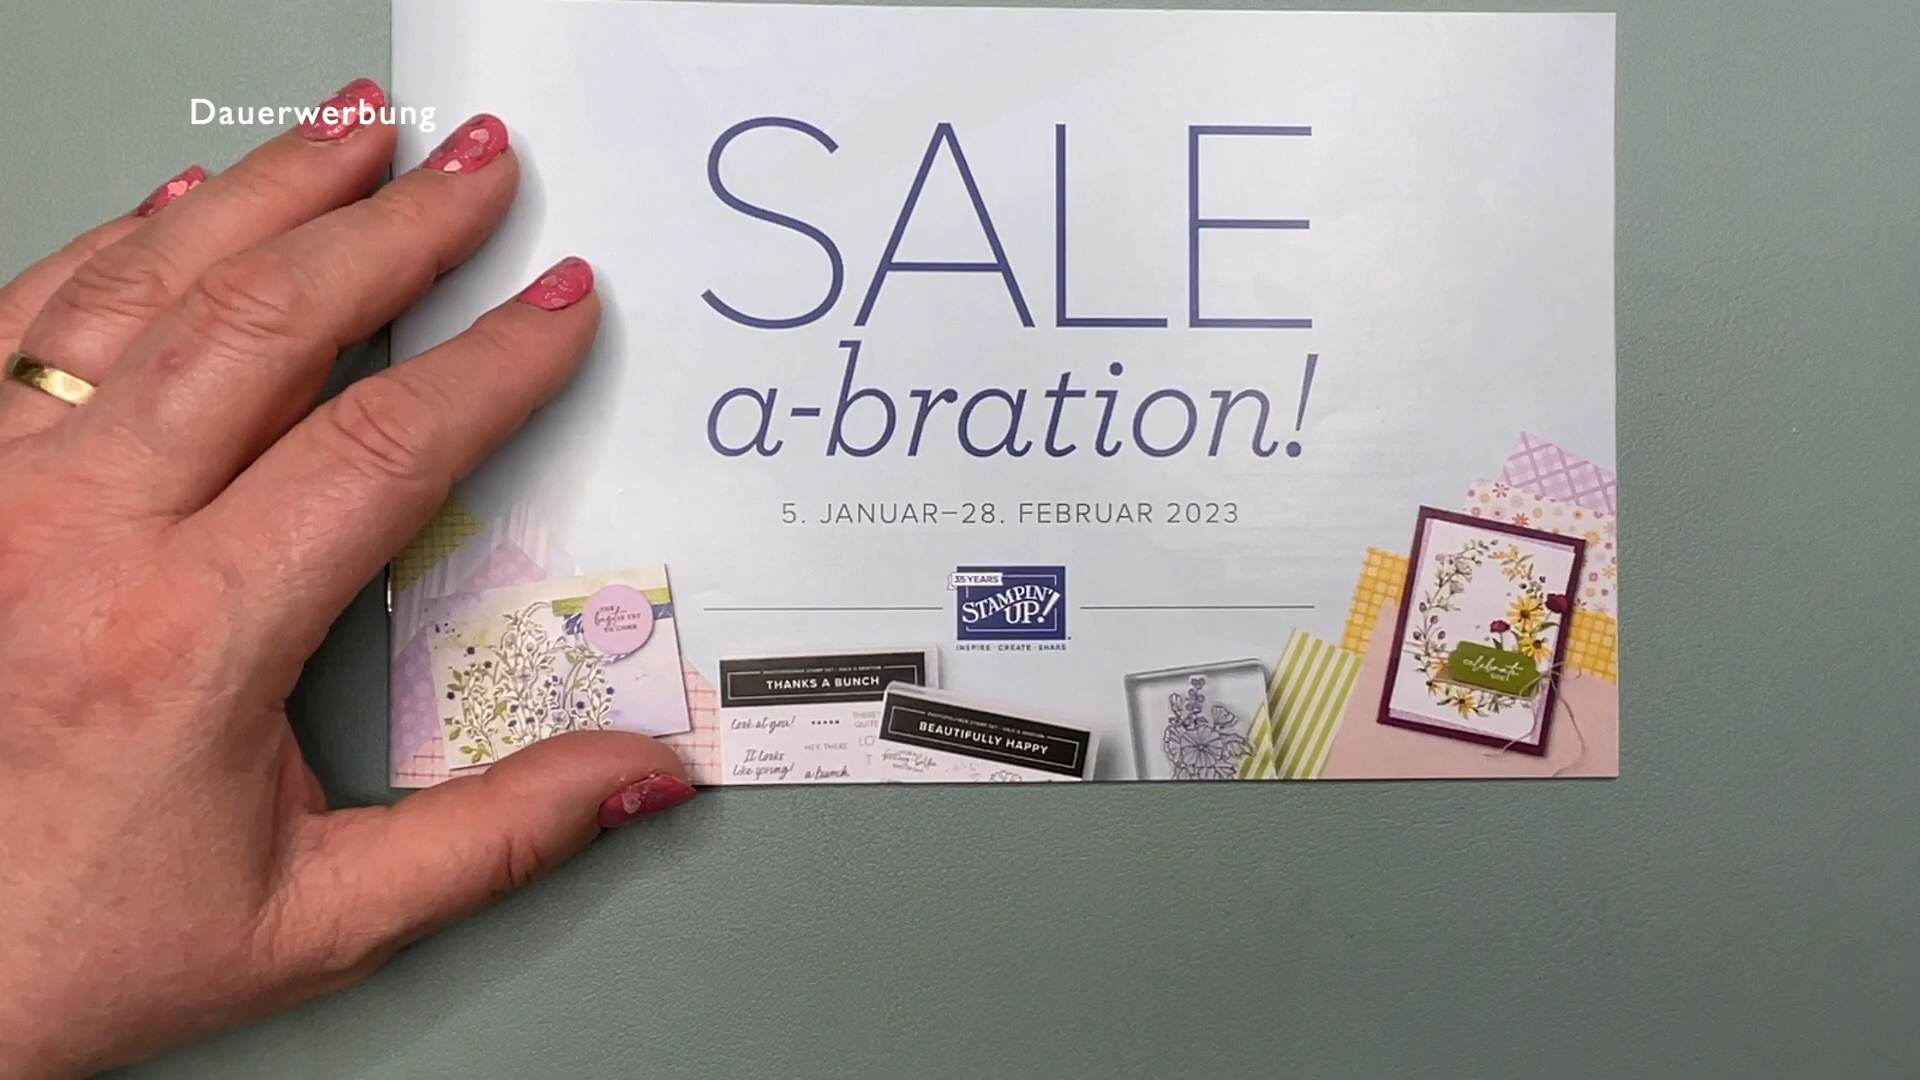 Dauerwerbung
SALE
a-bration!
5. JANUAR–28. FEBRUAR 2023
35 YEARS
STAMPIN' UP!
INSPIRE · CREATE · SHARE
THANKS A BUNCH
Look at you!
HEY, THERE
It looks
like spring!
a bunch
BEAUTIFULLY HAPPY
celebrate